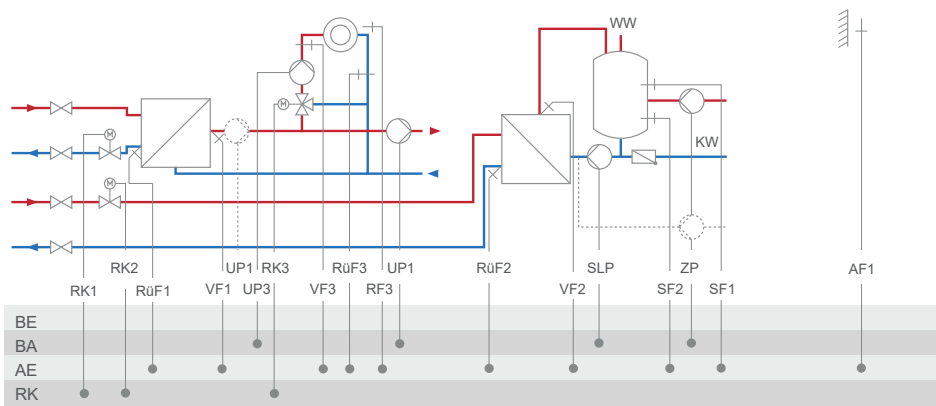 WW
M
M
KW
M
RK2
UP1
RK3
RüF3
UP1
RüF2
SLP
ZP
AF1
RK1
RüF1
VF1
UP3
VF3
RF3
VF2
SF2
SF1
BE
BA
AE
RK